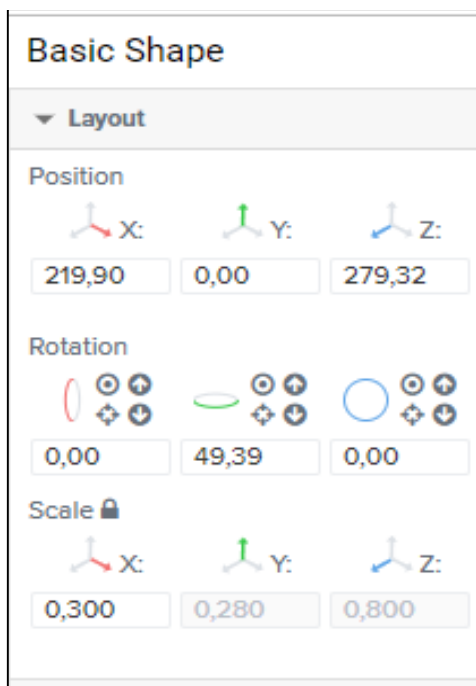 Basic Shape
Layout
Position
X: Y: Z:
219,90 0,00 279,32
Rotation
0,00 49,39 0,00
Scale
X: Y: Z:
0,300 0,280 0,800